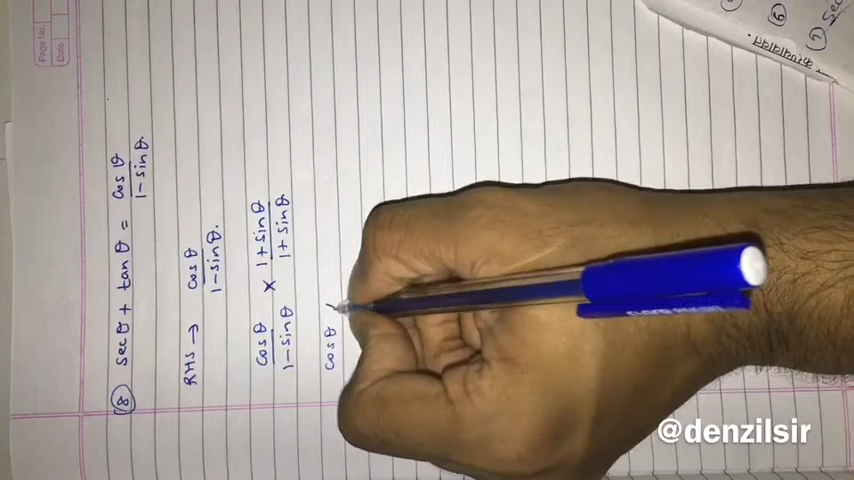 Page No.
Date
(8) secθ + tanθ = cosθ / 1-sinθ.
RHS → cosθ / 1-sinθ.
cosθ / 1-sinθ × 1+sinθ / 1+sinθ
cosθ
@denzilsir